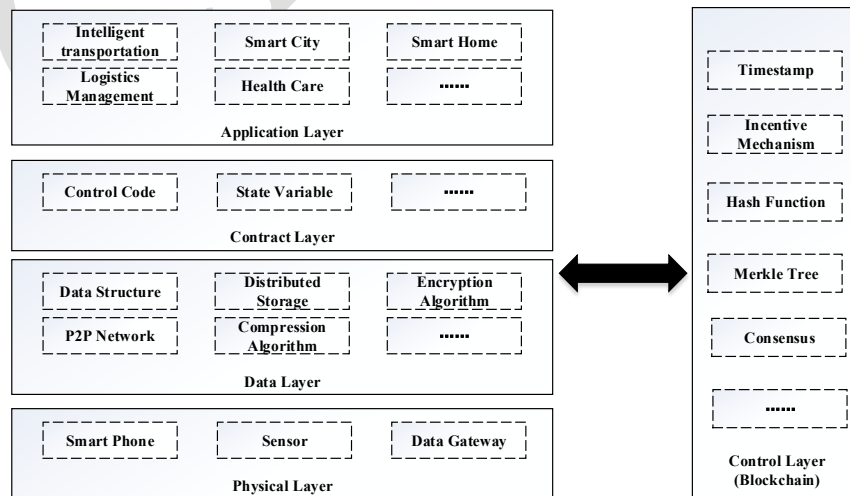 Intelligent
transportation
Smart City
Smart Home
Logistics
Management
Health Care
......
Application Layer
Control Code
State Variable
......
Contract Layer
Data Structure
Distributed
Storage
Encryption
Algorithm
P2P Network
Compression
Algorithm
......
Data Layer
Smart Phone
Sensor
Data Gateway
Physical Layer
Timestamp
Incentive
Mechanism
Hash Function
Merkle Tree
Consensus
......
Control Layer
(Blockchain)